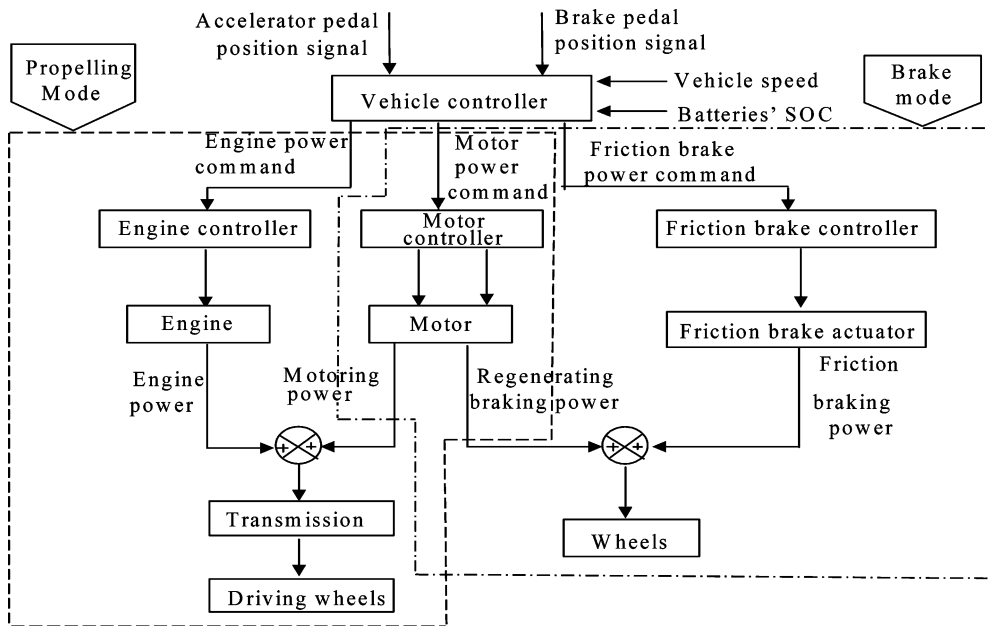 Accelerator pedal
position signal
Brake pedal
position signal
Propelling
Mode
Brake
mode
Vehicle controller
Vehicle speed
Batteries’ SOC
Engine power
command
Motor
power
command
Friction brake
power command
Engine controller
Motor
controller
Friction brake controller
Engine
Motor
Friction brake actuator
Engine
power
Motoring
power
Regenerating
braking power
Friction
braking
power
+ +
+ +
Transmission
Wheels
Driving wheels